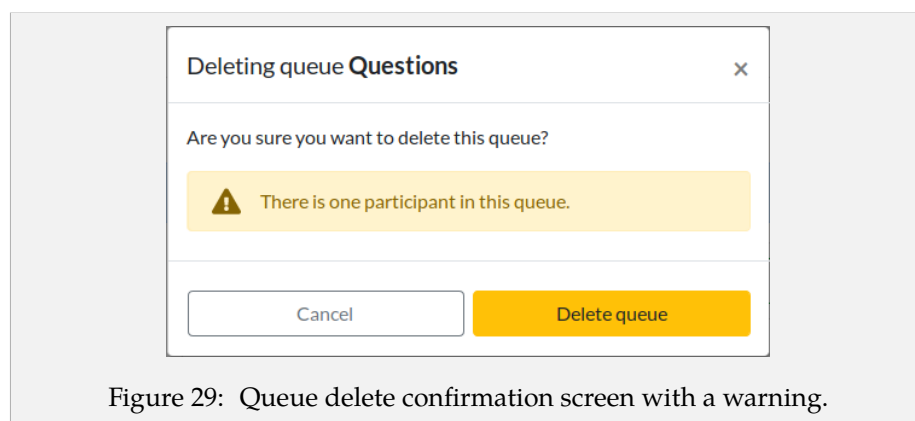 Deleting queue Questions ×
Are you sure you want to delete this queue?
There is one participant in this queue.
Cancel Delete queue
Figure 29: Queue delete confirmation screen with a warning.